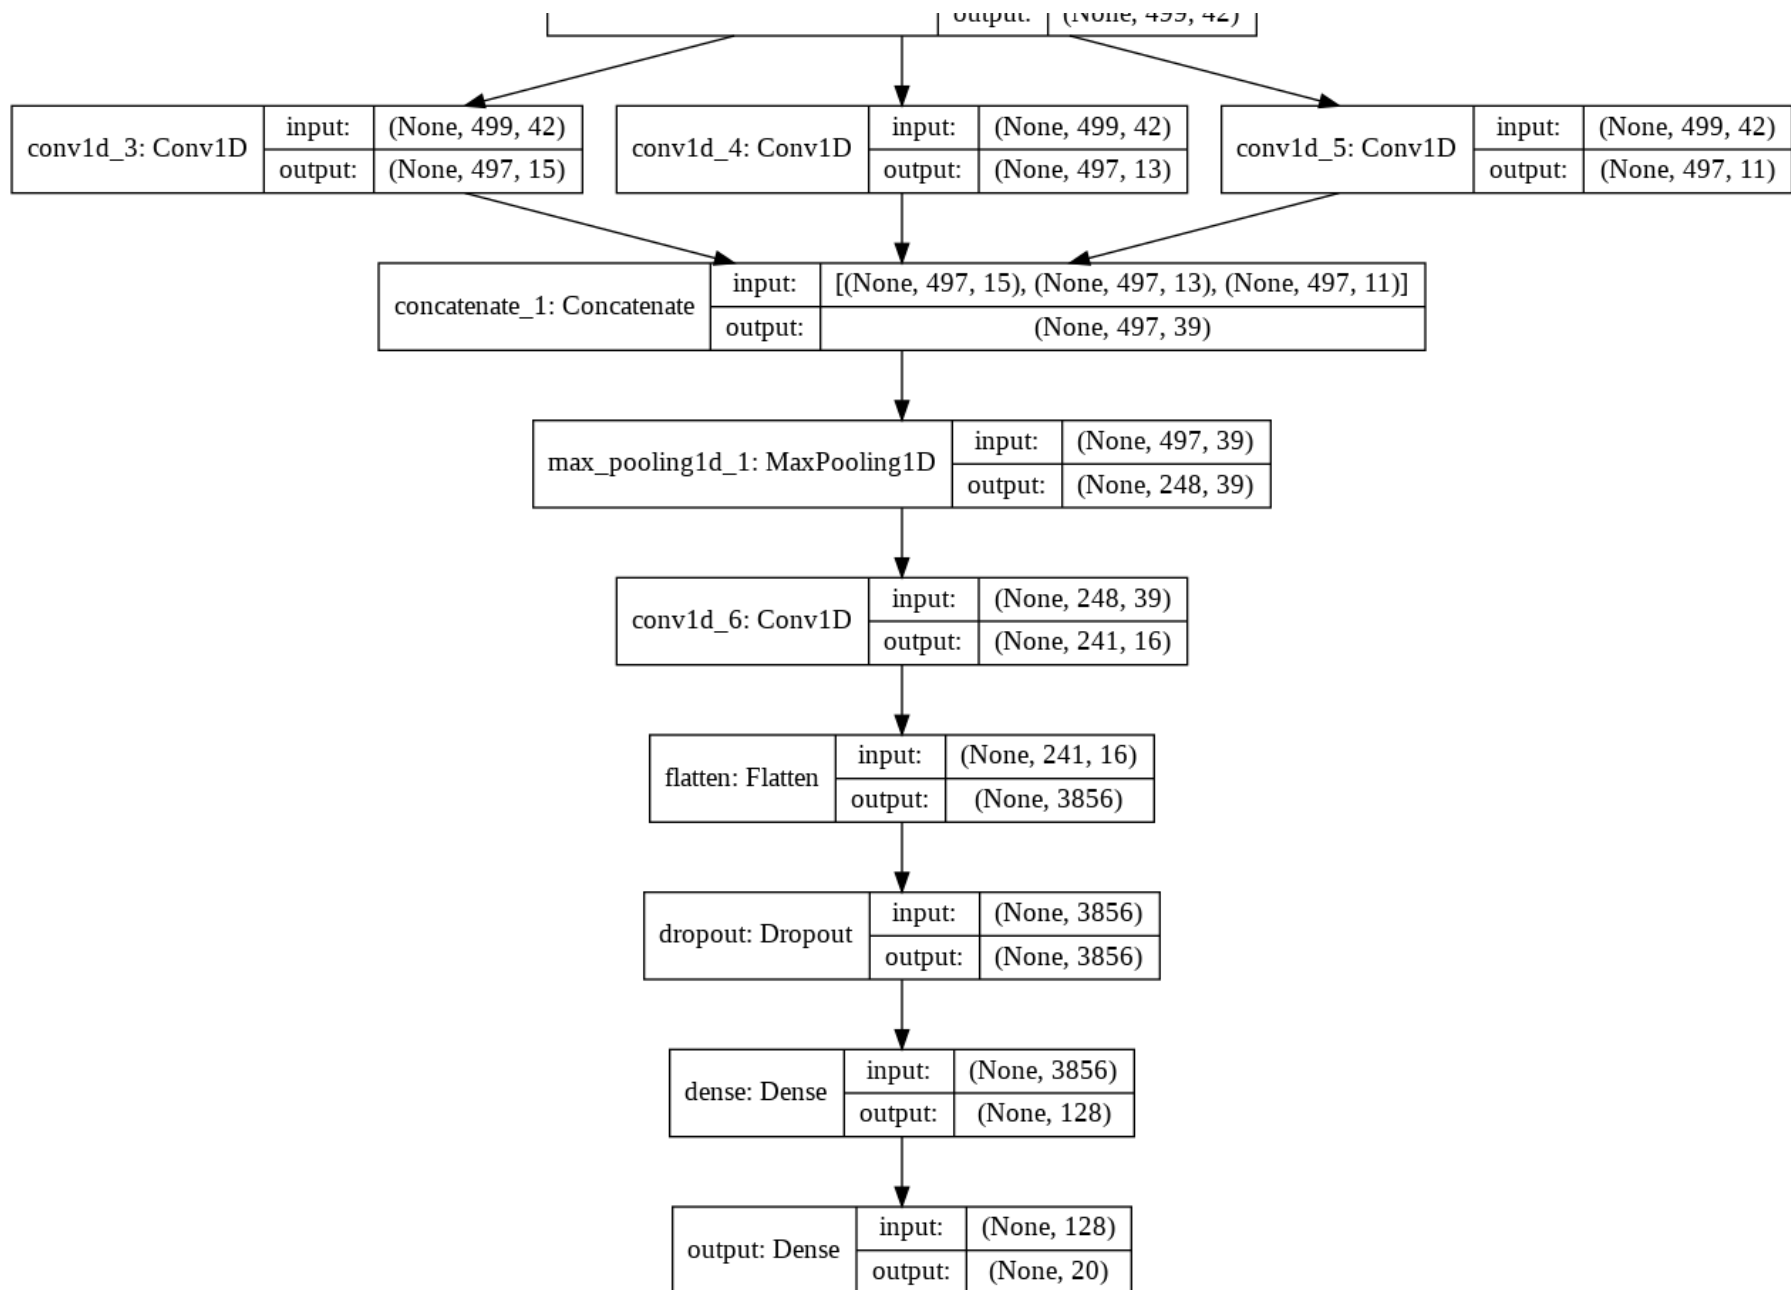 output: (None, 499, 42)
conv1d_3: Conv1D input: (None, 499, 42) output: (None, 497, 15)
conv1d_4: Conv1D input: (None, 499, 42) output: (None, 497, 13)
conv1d_5: Conv1D input: (None, 499, 42) output: (None, 497, 11)
concatenate_1: Concatenate input: [(None, 497, 15), (None, 497, 13), (None, 497, 11)] output: (None, 497, 39)
max_pooling1d_1: MaxPooling1D input: (None, 497, 39) output: (None, 248, 39)
conv1d_6: Conv1D input: (None, 248, 39) output: (None, 241, 16)
flatten: Flatten input: (None, 241, 16) output: (None, 3856)
dropout: Dropout input: (None, 3856) output: (None, 3856)
dense: Dense input: (None, 3856) output: (None, 128)
output: Dense input: (None, 128) output: (None, 20)